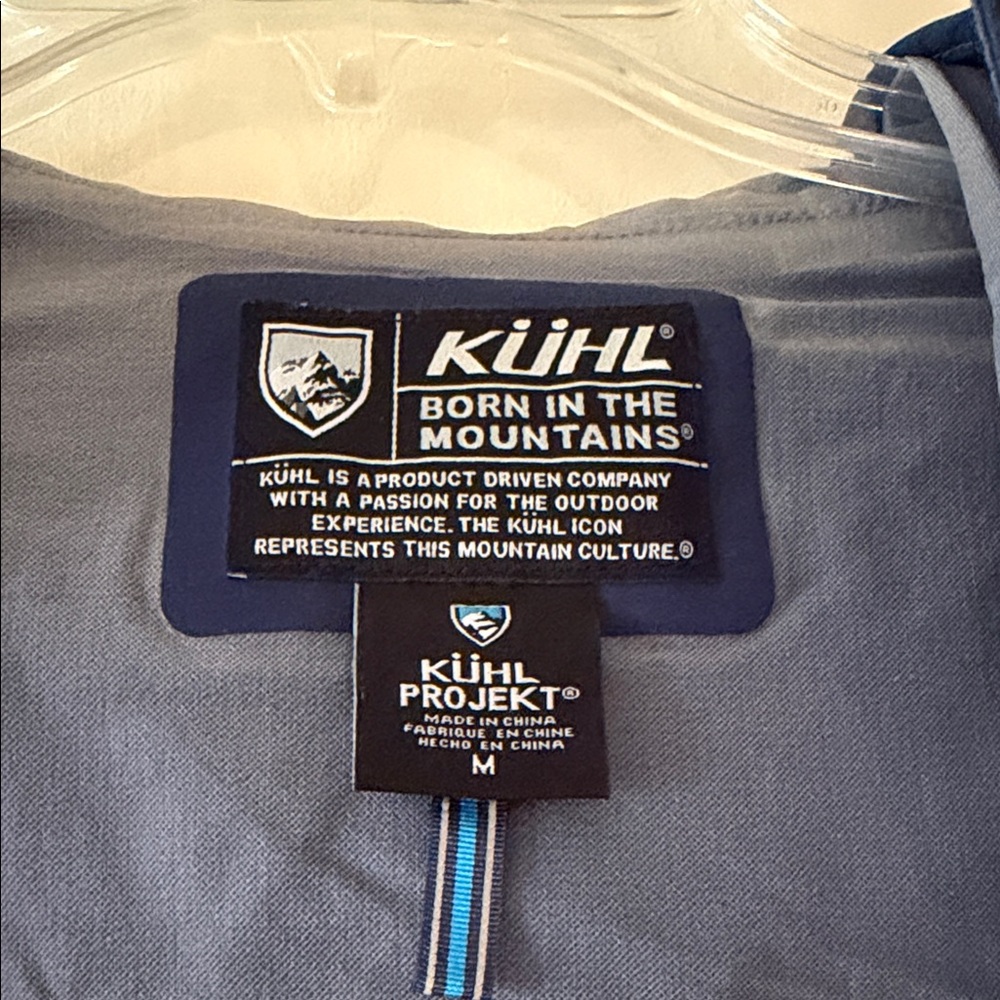 KÜHL®
BORN IN THE
MOUNTAINS®
KÜHL IS A PRODUCT DRIVEN COMPANY
WITH A PASSION FOR THE OUTDOOR
EXPERIENCE. THE KÜHL ICON
REPRESENTS THIS MOUNTAIN CULTURE.®
KÜHL
PROJEKT®
MADE IN CHINA
FABRIQUE EN CHINE
HECHO EN CHINA
M